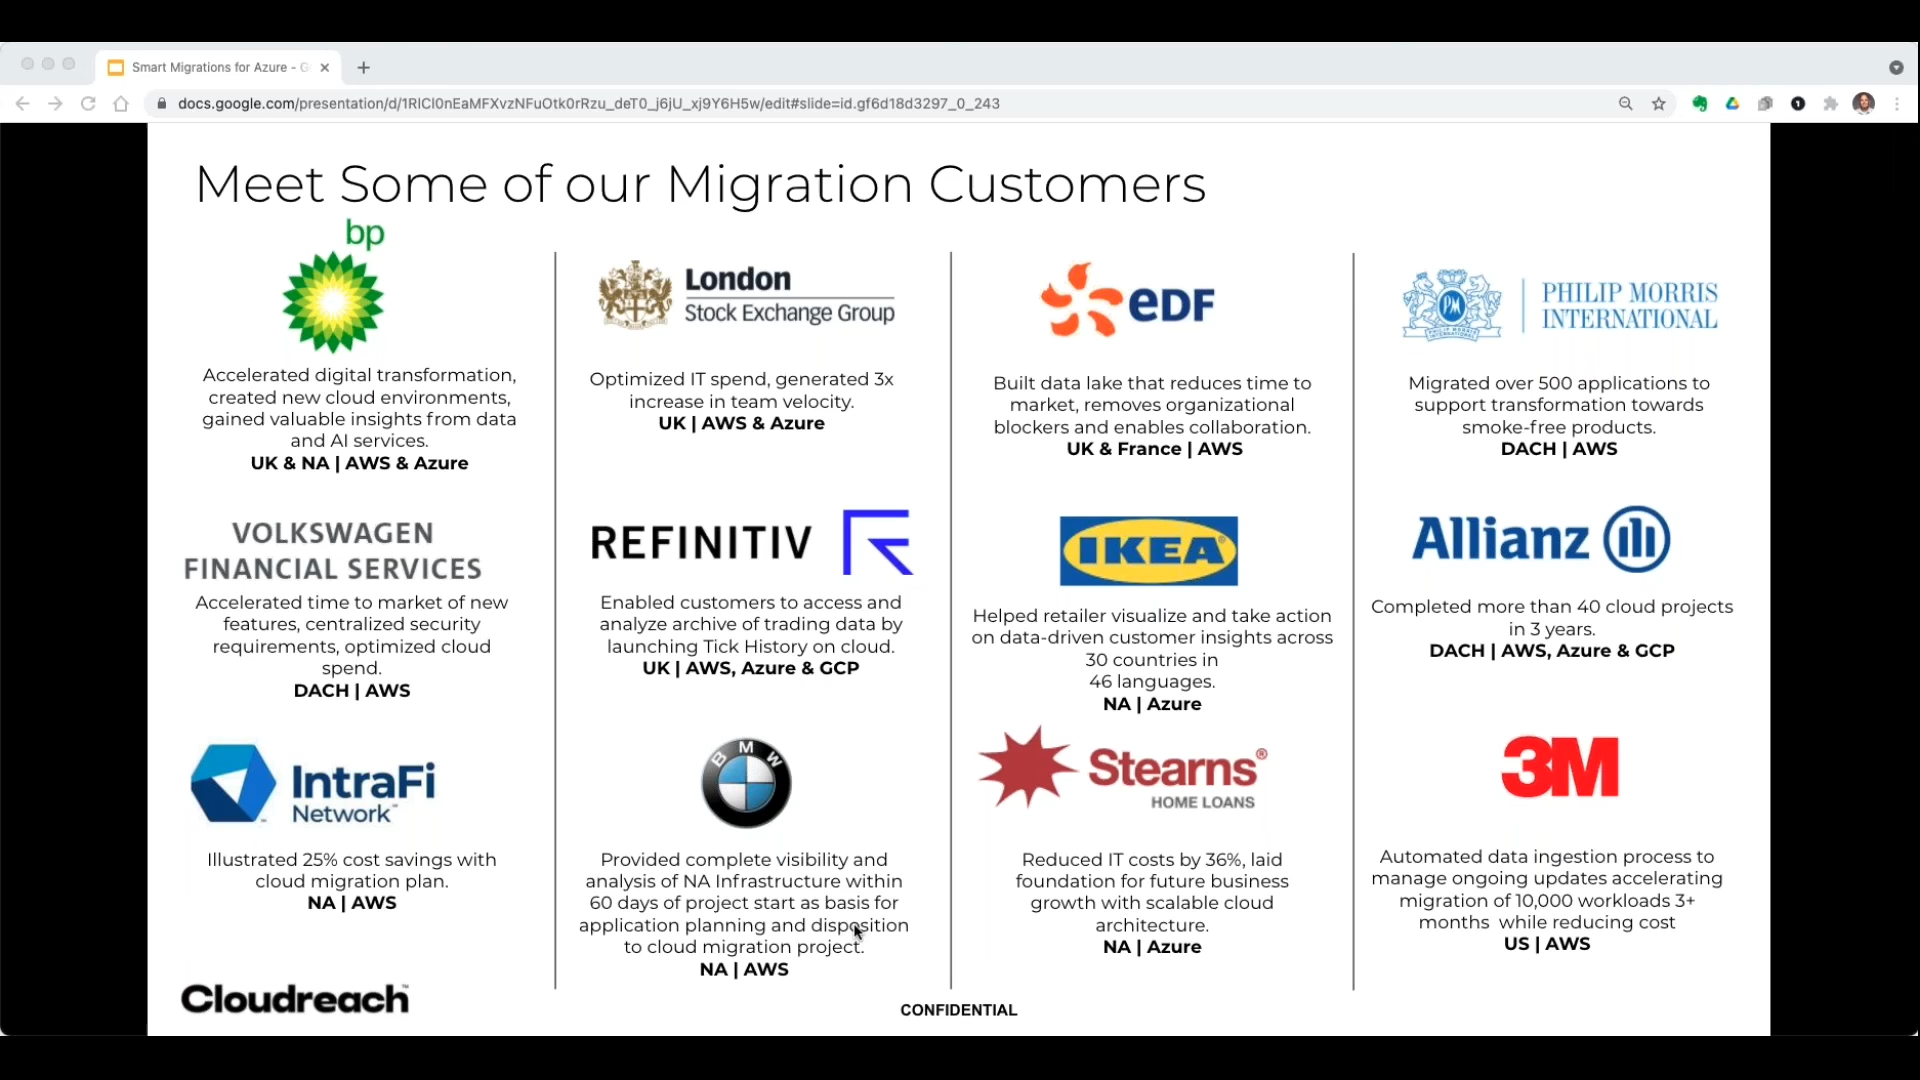 Smart Migrations for Azure - G
docs.google.com/presentation/d/1RlCl0nEaMFXvzNFuOtk0rRzu_deT0_j6jU_xj9Y6H5w/edit#slide=id.gf6d18d3297_0_243
Meet Some of our Migration Customers
bp
Accelerated digital transformation,
created new cloud environments,
gained valuable insights from data
and AI services.
UK & NA | AWS & Azure
London
Stock Exchange Group
Optimized IT spend, generated 3x
increase in team velocity.
UK | AWS & Azure
eDF
Built data lake that reduces time to
market, removes organizational
blockers and enables collaboration.
UK & France | AWS
PM
PHILIP MORRIS
INTERNATIONAL
Migrated over 500 applications to
support transformation towards
smoke-free products.
DACH | AWS
VOLKSWAGEN
FINANCIAL SERVICES
Accelerated time to market of new
features, centralized security
requirements, optimized cloud
spend.
DACH | AWS
REFINITIV
Enabled customers to access and
analyze archive of trading data by
launching Tick History on cloud.
UK | AWS, Azure & GCP
IKEA®
Helped retailer visualize and take action
on data-driven customer insights across
30 countries in
46 languages.
NA | Azure
Allianz
Completed more than 40 cloud projects
in 3 years.
DACH | AWS, Azure & GCP
IntraFi
Network™
Illustrated 25% cost savings with
cloud migration plan.
NA | AWS
BMW
Provided complete visibility and
analysis of NA Infrastructure within
60 days of project start as basis for
application planning and disposition
to cloud migration project.
NA | AWS
Stearns®
HOME LOANS
Reduced IT costs by 36%, laid
foundation for future business
growth with scalable cloud
architecture.
NA | Azure
3M
Automated data ingestion process to
manage ongoing updates accelerating
migration of 10,000 workloads 3+
months while reducing cost
US | AWS
Cloudreach™
CONFIDENTIAL